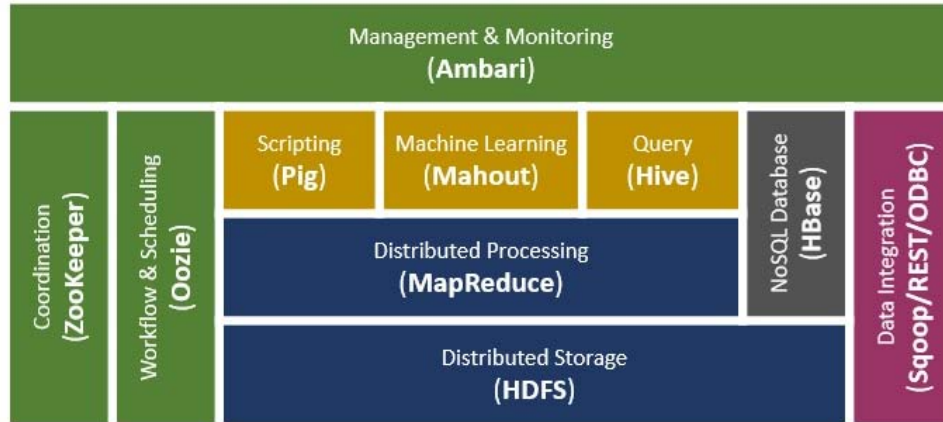 Management & Monitoring
(Ambari)
Coordination
(ZooKeeper)
Workflow & Scheduling
(Oozie)
Scripting
(Pig)
Machine Learning
(Mahout)
Query
(Hive)
Distributed Processing
(MapReduce)
NoSQL Database
(HBase)
Data Integration
(Sqoop/REST/ODBC)
Distributed Storage
(HDFS)